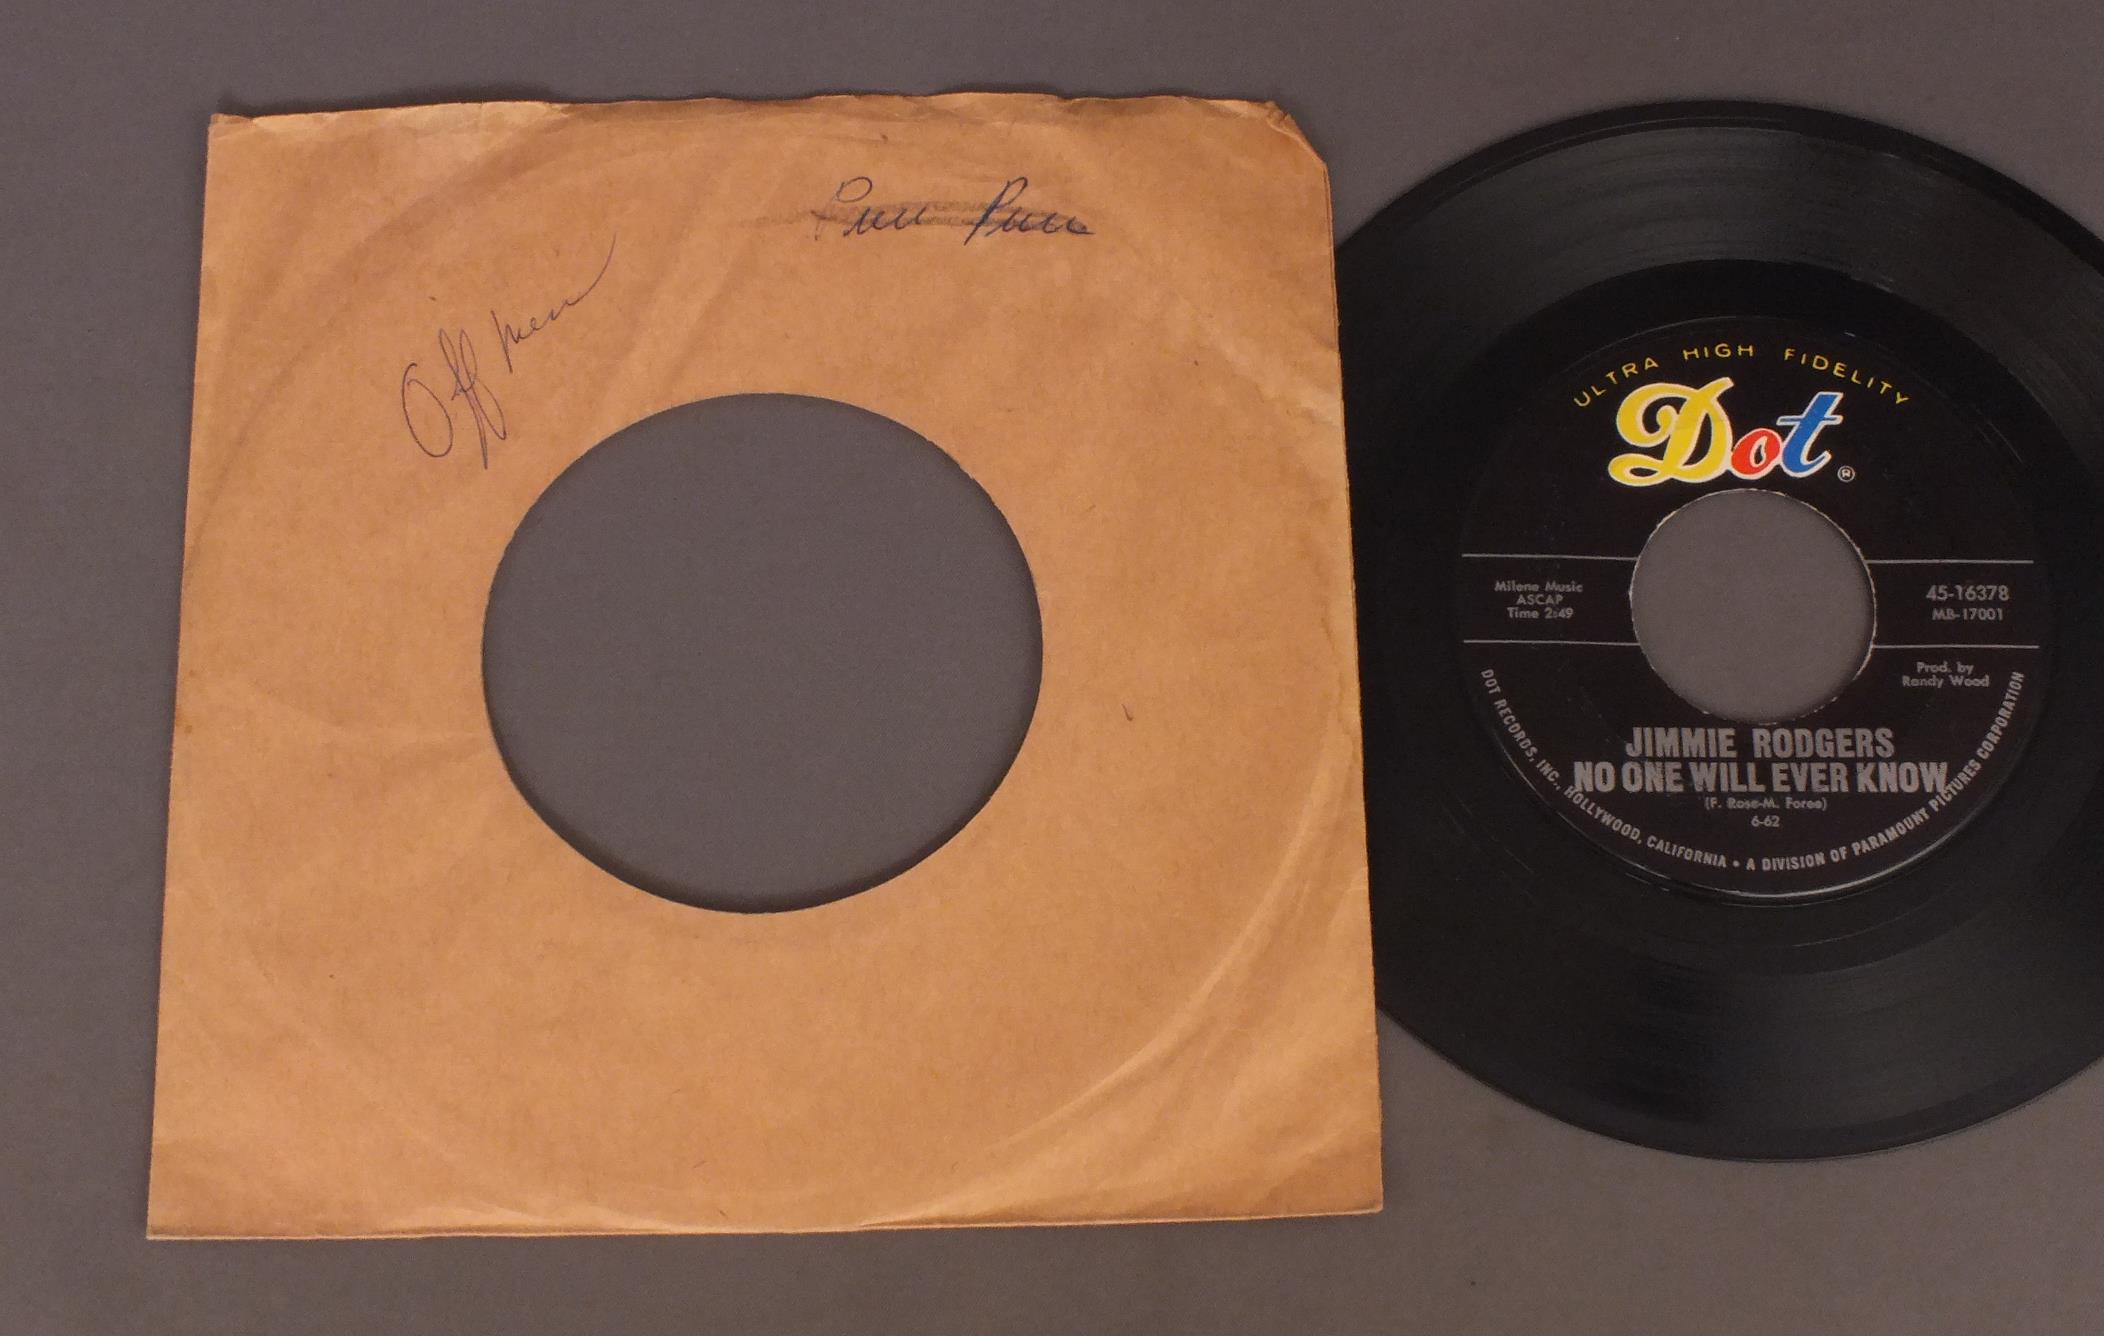 ULTRA HIGH FIDELITY
Dot ®
Milene Music
ASCAP
Time 2:49
45-16378
MB-17001
Prod. by
Randy Wood
JIMMIE RODGERS
NO ONE WILL EVER KNOW
(F. Rose-M. Foree)
6-62
DOT RECORDS, INC., HOLLYWOOD, CALIFORNIA • A DIVISION OF PARAMOUNT PICTURES CORPORATION
Off